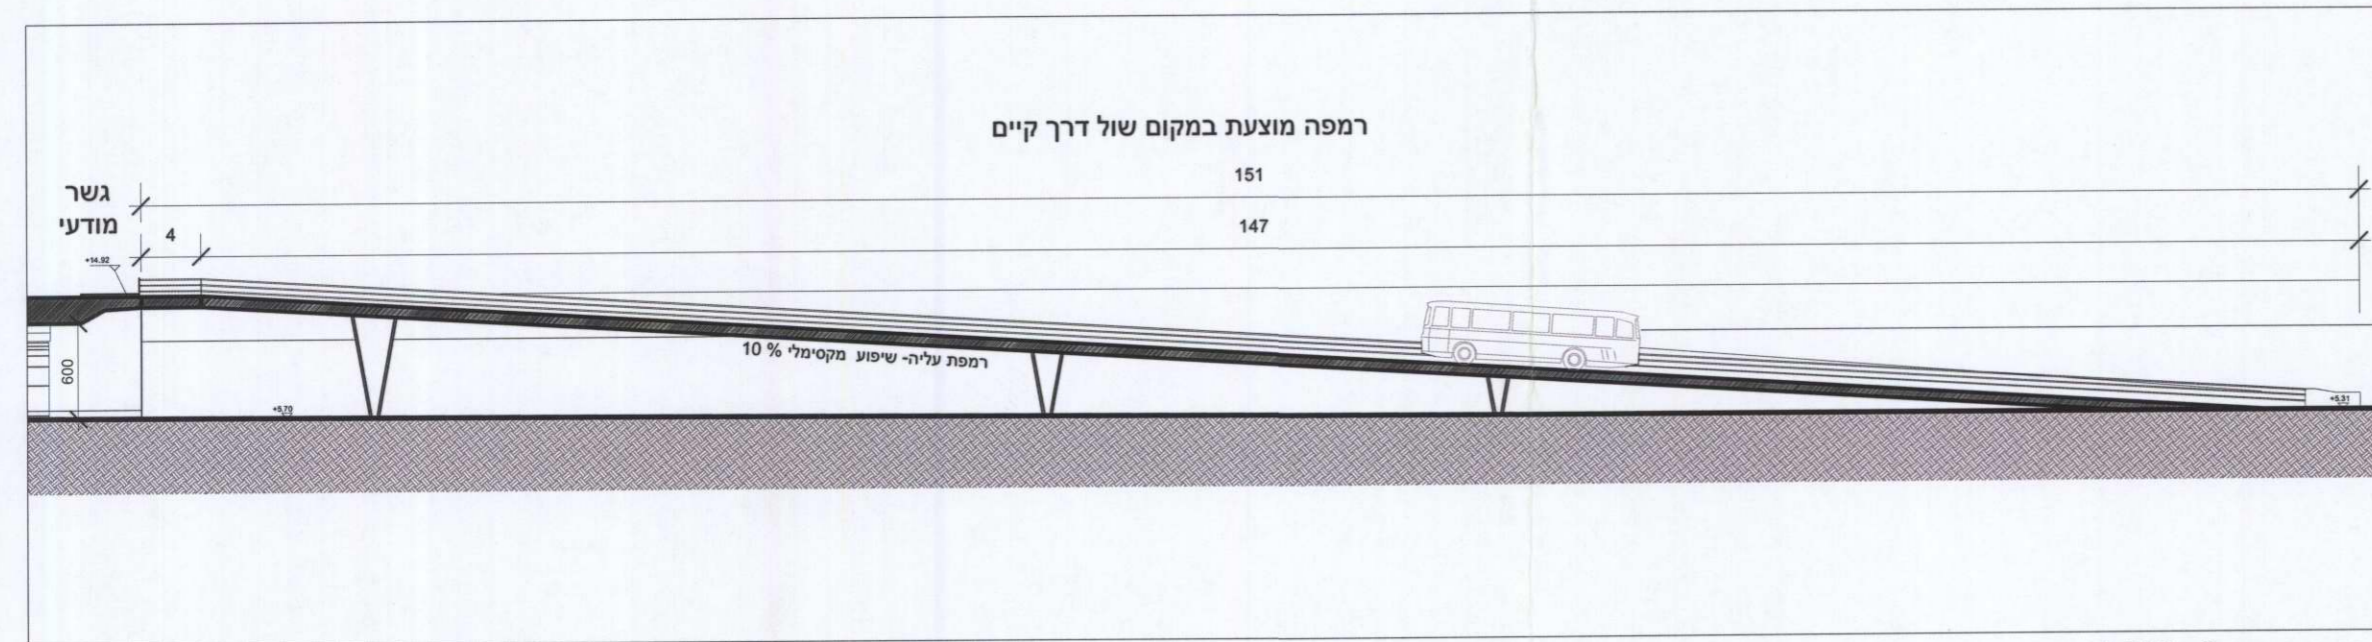 רמפה מוצעת במקום שול דרך קיים
151
147
גשר
מודעי
4
+14.92
600
+5.70
רמפת עליה- שיפוע מקסימלי % 10
+5.31